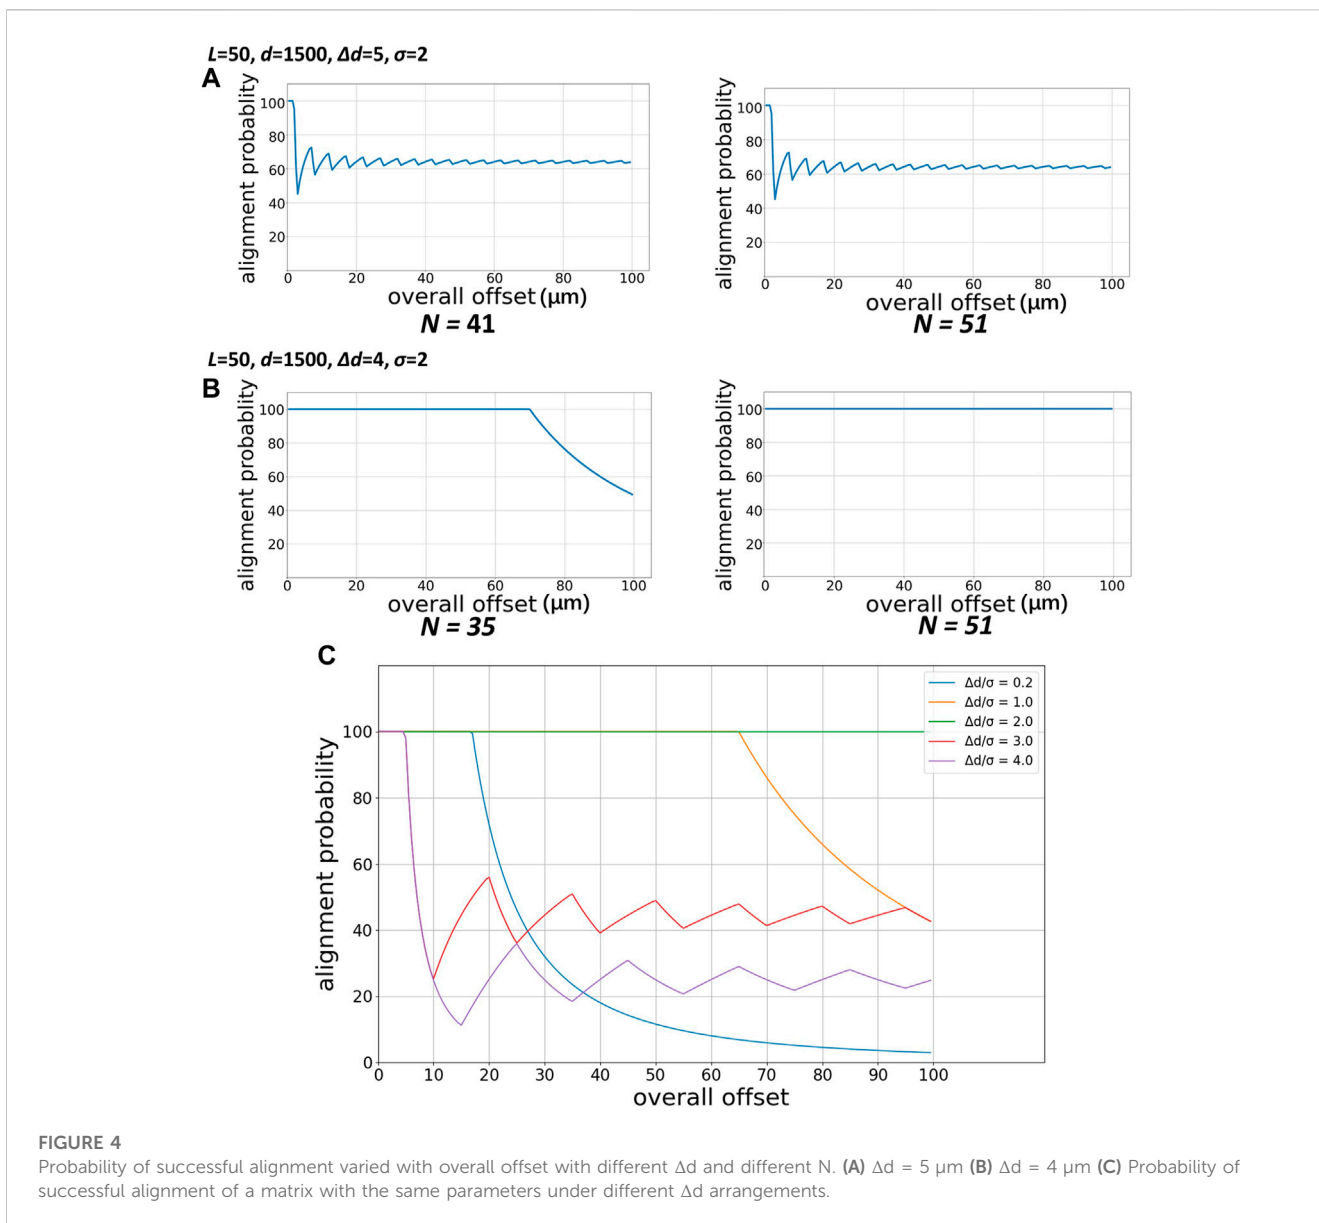 L=50, d=1500, Δd=5, σ=2
A
alignment probablity
100
80
60
40
20
0 20 40 60 80 100
overall offset (μm)
N = 41
alignment probablity
100
80
60
40
20
0 20 40 60 80 100
overall offset (μm)
N = 51
L=50, d=1500, Δd=4, σ=2
B
alignment probablity
100
80
60
40
20
0 20 40 60 80 100
overall offset (μm)
N = 35
alignment probablity
100
80
60
40
20
0 20 40 60 80 100
overall offset (μm)
N = 51
C
alignment probability
100
80
60
40
20
0
0 10 20 30 40 50 60 70 80 90 100
overall offset
Δd/σ = 0.2
Δd/σ = 1.0
Δd/σ = 2.0
Δd/σ = 3.0
Δd/σ = 4.0
FIGURE 4
Probability of successful alignment varied with overall offset with different Δd and different N. (A) Δd = 5 μm (B) Δd = 4 μm (C) Probability of
successful alignment of a matrix with the same parameters under different Δd arrangements.